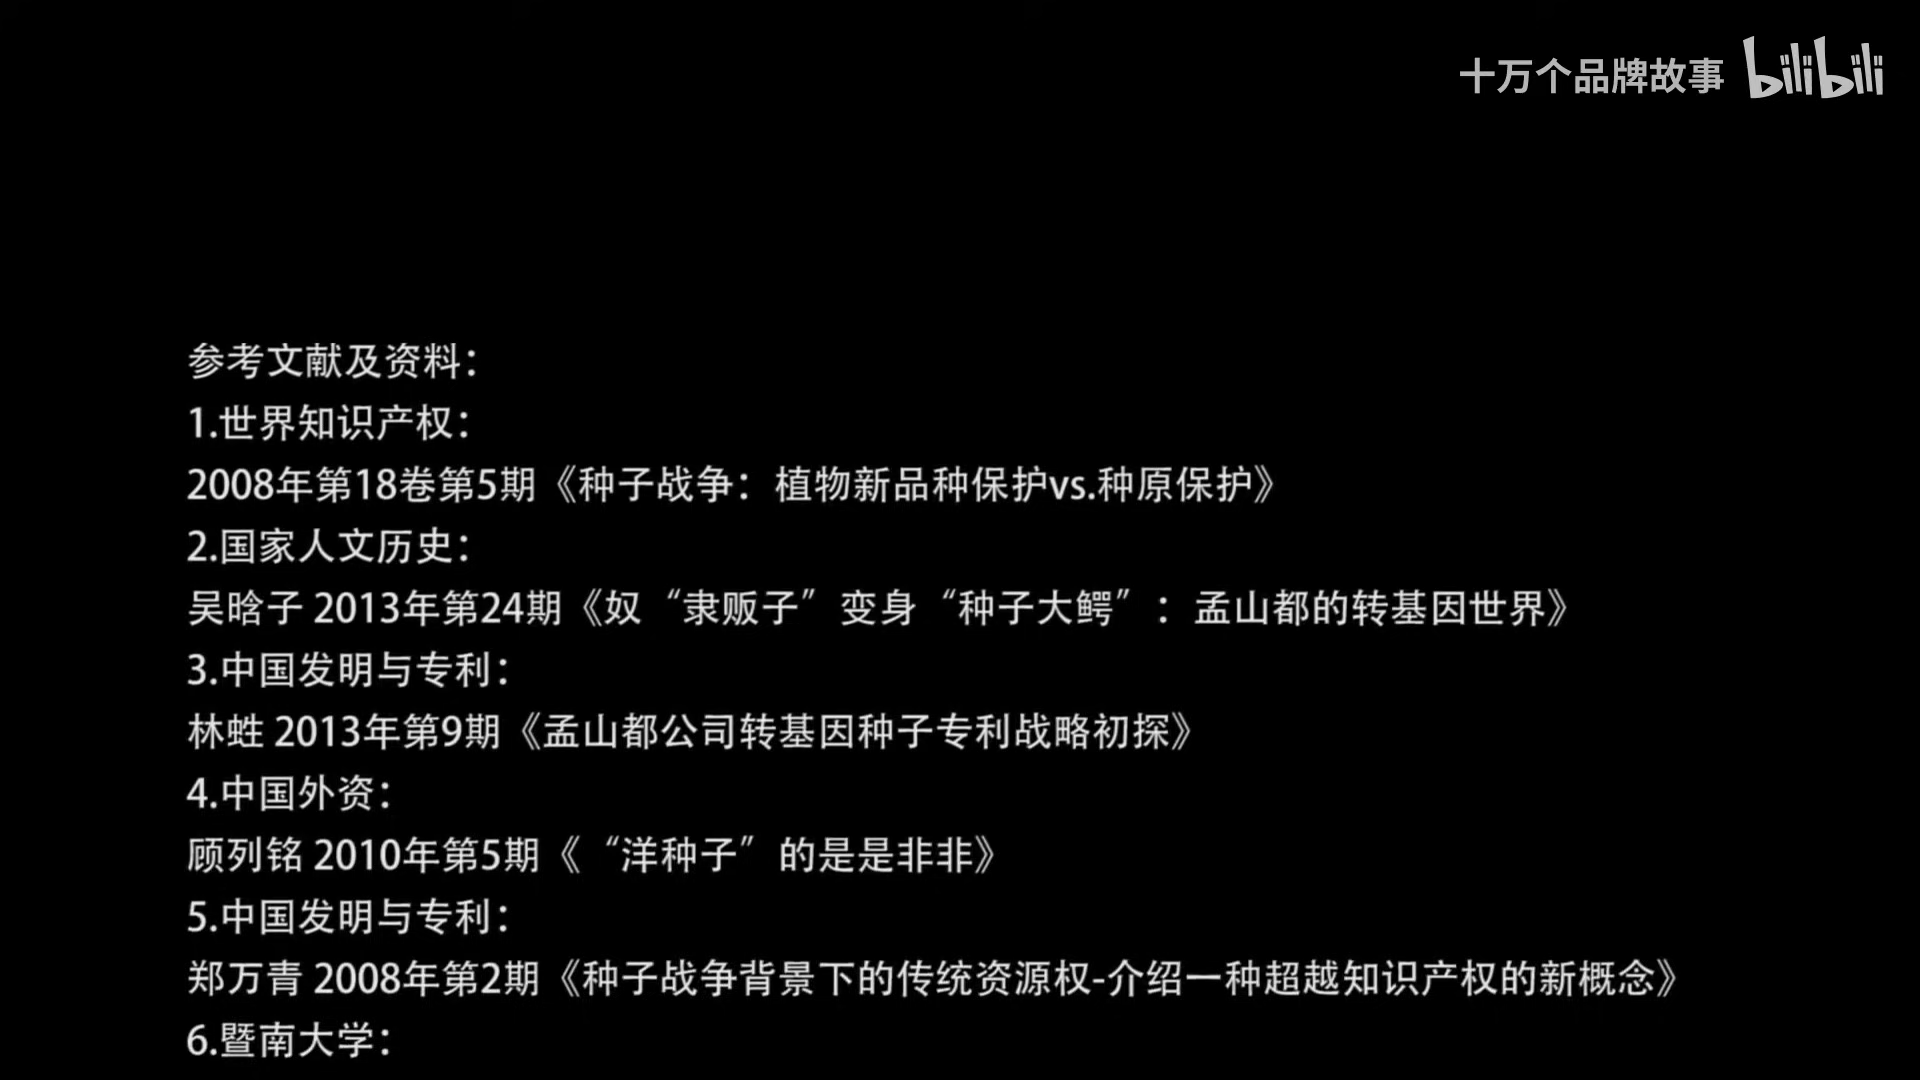 十万个品牌故事 bilibili
参考文献及资料：
1.世界知识产权：
2008年第18卷第5期《种子战争：植物新品种保护vs.种原保护》
2.国家人文历史：
吴晗子 2013年第24期《奴“隶贩子”变身“种子大鳄”：孟山都的转基因世界》
3.中国发明与专利：
林蛀 2013年第9期《孟山都公司转基因种子专利战略初探》
4.中国外资：
顾列铭 2010年第5期《“洋种子”的是是非非》
5.中国发明与专利：
郑万青 2008年第2期《种子战争背景下的传统资源权-介绍一种超越知识产权的新概念》
6.暨南大学：